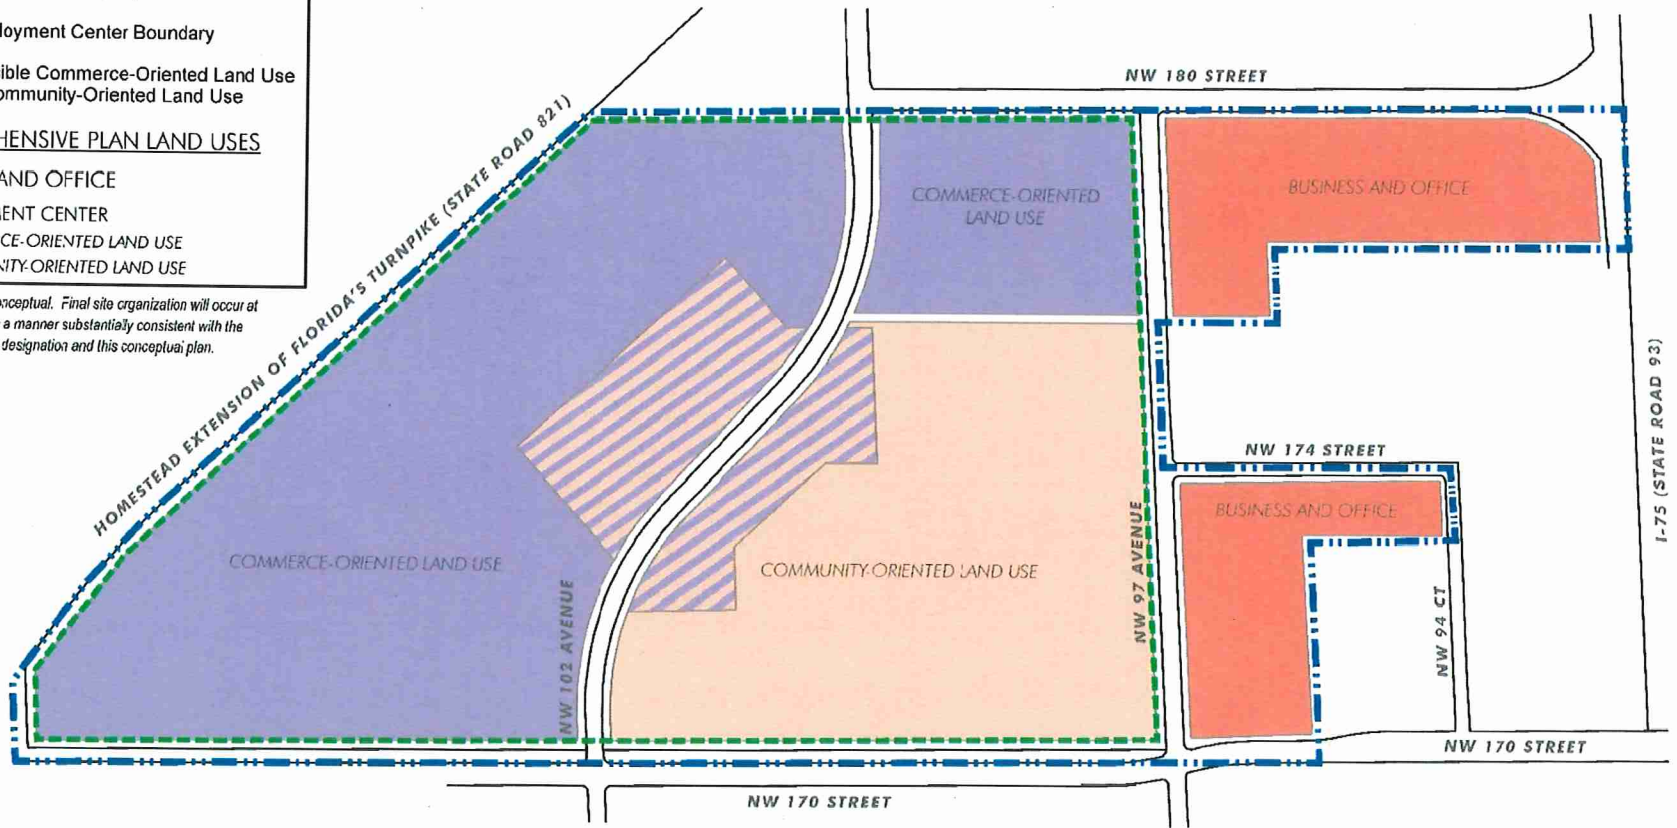 loyment Center Boundary
ible Commerce-Oriented Land Use
ommunity-Oriented Land Use
HENSIVE PLAN LAND USES
AND OFFICE
MENT CENTER
CE-ORIENTED LAND USE
NITY-ORIENTED LAND USE
nceptual. Final site organization will occur at
a manner substantially consistent with the
designation and this conceptual plan.
HOMESTEAD EXTENSION OF FLORIDA'S TURNPIKE (STATE ROAD 821)
NW 180 STREET
COMMERCE-ORIENTED
LAND USE
BUSINESS AND OFFICE
I-75 (STATE ROAD 93)
NW 174 STREET
BUSINESS AND OFFICE
COMMERCE-ORIENTED LAND USE
COMMUNITY-ORIENTED LAND USE
NW 102 AVENUE
NW 97 AVENUE
NW 94 CT
NW 170 STREET
NW 170 STREET